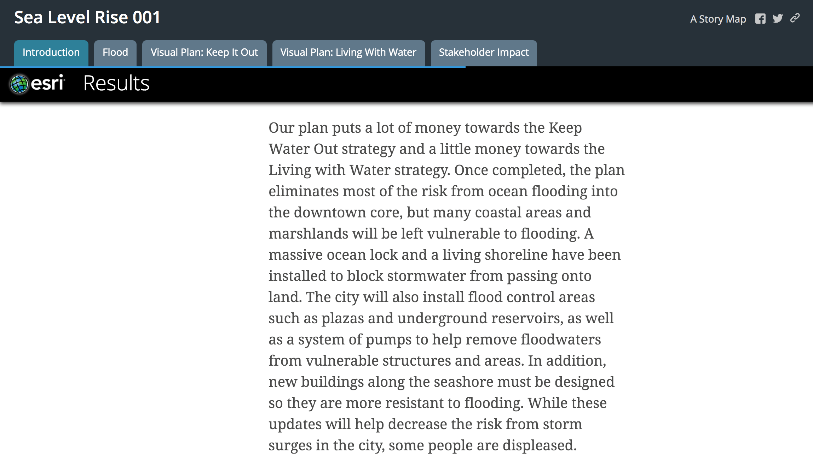 Sea Level Rise 001
A Story Map
Introduction
Flood
Visual Plan: Keep It Out
Visual Plan: Living With Water
Stakeholder Impact
esri
Results
Our plan puts a lot of money towards the Keep
Water Out strategy and a little money towards the
Living with Water strategy. Once completed, the plan
eliminates most of the risk from ocean flooding into
the downtown core, but many coastal areas and
marshlands will be left vulnerable to flooding. A
massive ocean lock and a living shoreline have been
installed to block stormwater from passing onto
land. The city will also install flood control areas
such as plazas and underground reservoirs, as well
as a system of pumps to help remove floodwaters
from vulnerable structures and areas. In addition,
new buildings along the seashore must be designed
so they are more resistant to flooding. While these
updates will help decrease the risk from storm
surges in the city, some people are displeased.